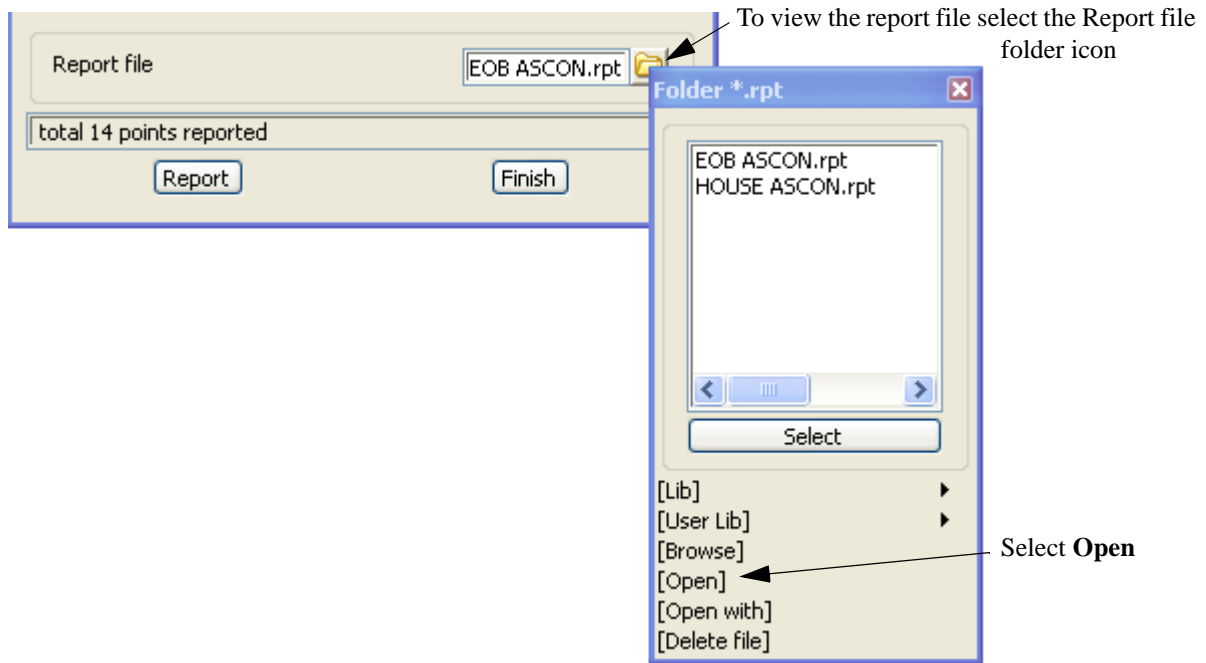 To view the report file select the Report file
folder icon
Report file
EOB ASCON.rpt
total 14 points reported
Report
Finish
Folder *.rpt
EOB ASCON.rpt
HOUSE ASCON.rpt
Select
[Lib]
[User Lib]
[Browse]
[Open]
[Open with]
[Delete file]
Select Open